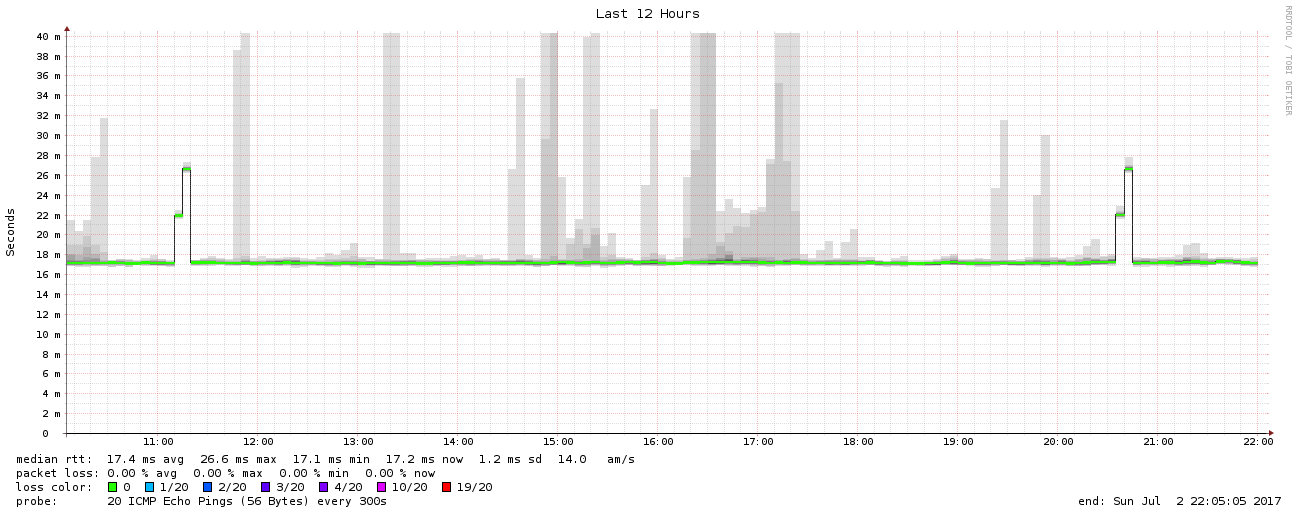 Last 12 Hours
RRDTOOL / TOBI OETIKER
Seconds
40 m
38 m
36 m
34 m
32 m
30 m
28 m
26 m
24 m
22 m
20 m
18 m
16 m
14 m
12 m
10 m
8 m
6 m
4 m
2 m
0
11:00 12:00 13:00 14:00 15:00 16:00 17:00 18:00 19:00 20:00 21:00 22:00
median rtt: 17.4 ms avg 26.6 ms max 17.1 ms min 17.2 ms now 1.2 ms sd 14.0 am/s
packet loss: 0.00 % avg 0.00 % max 0.00 % min 0.00 % now
loss color: 0 1/20 2/20 3/20 4/20 10/20 19/20
probe: 20 ICMP Echo Pings (56 Bytes) every 300s end: Sun Jul 2 22:05:05 2017